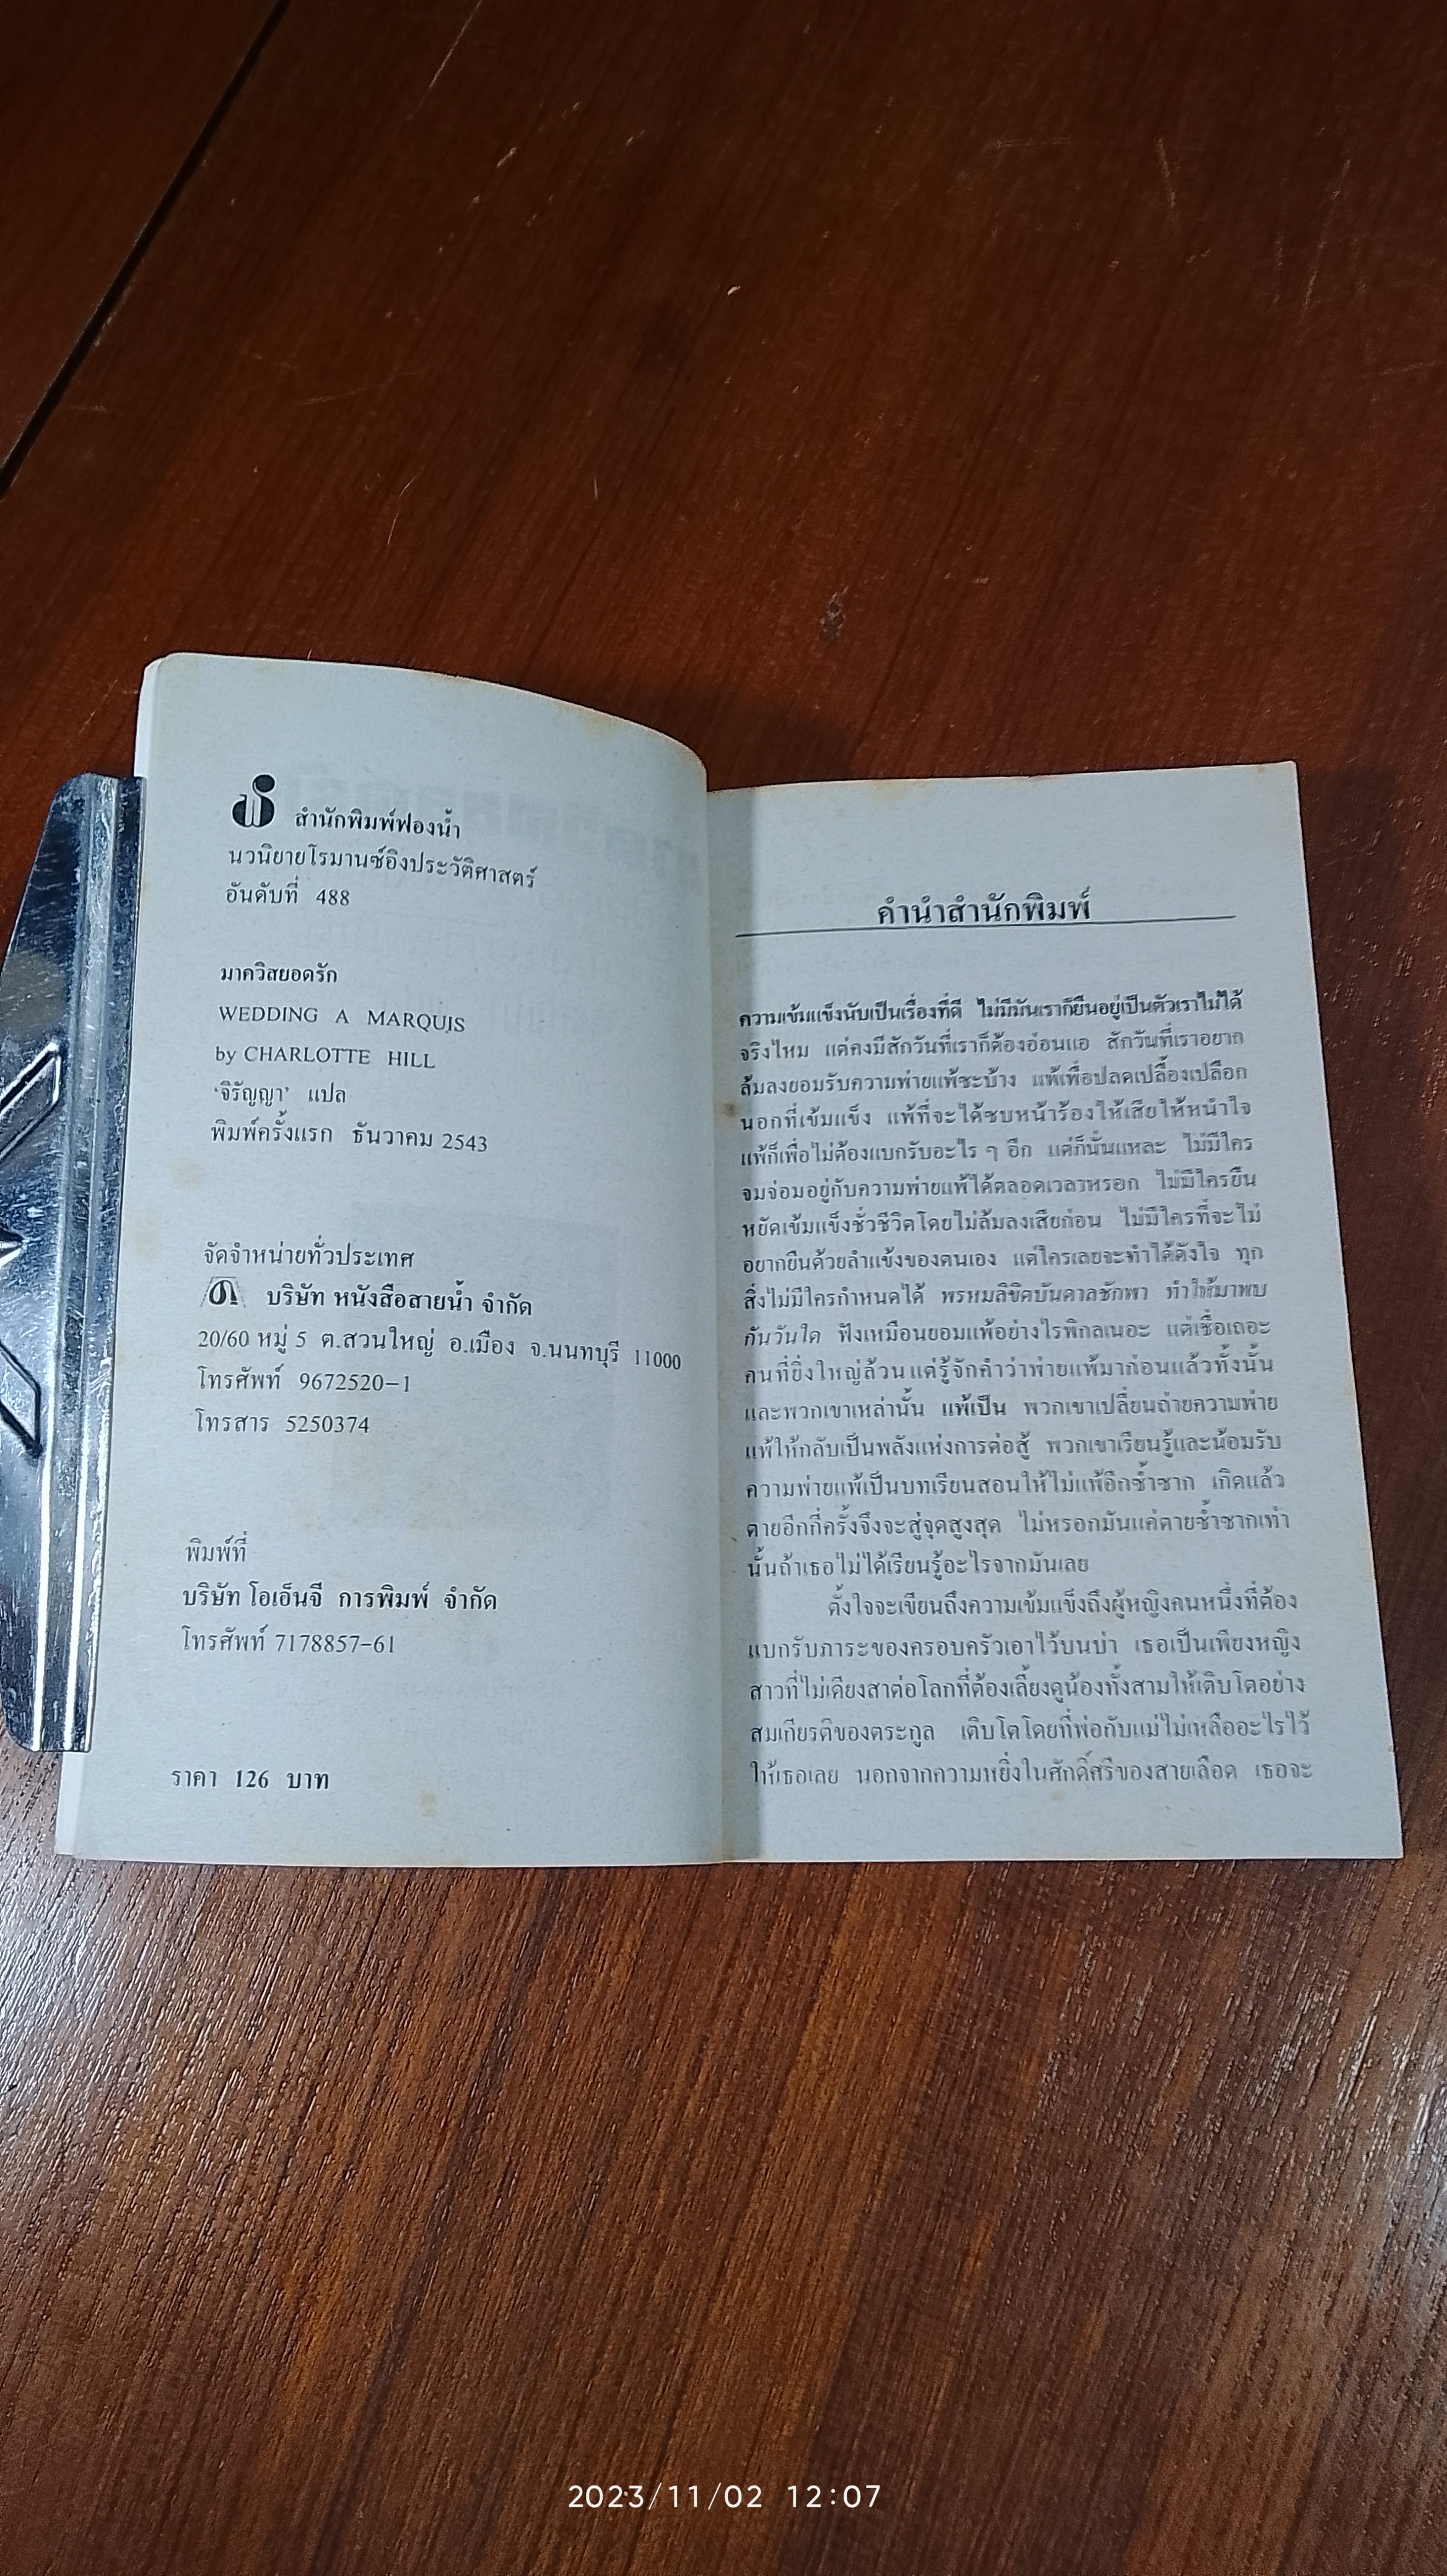 สำนักพิมพ์ฟองน้ำ
นวนิยายโรมานซ์อิงประวัติศาสตร์
อันดับที่ 488
มาควิสยอดรัก
WEDDING A MARQUIS
by CHARLOTTE HILL
‘จิรัญญา’ แปล
พิมพ์ครั้งแรก ธันวาคม 2543
จัดจำหน่ายทั่วประเทศ
บริษัท หนังสือสายน้ำ จำกัด
20/60 หมู่ 5 ต.สวนใหญ่ อ.เมือง จ.นนทบุรี 11000
โทรศัพท์ 9672520-1
โทรสาร 5250374
พิมพ์ที่
บริษัท โอเอ็นจี การพิมพ์ จำกัด
โทรศัพท์ 7178857-61
ราคา 126 บาท
คำนำสำนักพิมพ์
ความเข้มแข็งนับเป็นเรื่องที่ดี ไม่มีมันเราก็ยืนอยู่เป็นตัวเราไม่ได้
จริงไหม แต่คงมีสักวันที่เราก็ต้องอ่อนแอ สักวันที่เราอยาก
ล้มลงยอมรับความพ่ายแพ้ซะบ้าง แพ้เพื่อปลดเปลื้องเปลือก
นอกที่เข้มแข็ง แพ้ที่จะได้ซบหน้าร้องไห้เสียให้หนำใจ
แพ้ก็เพื่อไม่ต้องแบกรับอะไร ๆ อีก แต่ก็นั่นแหละ ไม่มีใคร
จมจ่อมอยู่กับความพ่ายแพ้ได้ตลอดเวลาหรอก ไม่มีใครยืน
หยัดเข้มแข็งชั่วชีวิตโดยไม่ล้มลงเสียก่อน ไม่มีใครที่จะไม่
อยากยืนด้วยลำแข้งของตนเอง แต่ใครเลยจะทำได้ดังใจ ทุก
สิ่งไม่มีใครกำหนดได้ พรหมลิขิตบันดาลชักพา ทำให้มาพบ
กันวันใด ฟังเหมือนยอมแพ้อย่างไรพิกลเนอะ แต่เชื่อเถอะ
คนที่ยิ่งใหญ่ล้วนแต่รู้จักคำว่าพ่ายแพ้มาก่อนแล้วทั้งนั้น
และพวกเขาเหล่านั้น แพ้เป็น พวกเขาเปลี่ยนถ่ายความพ่าย
แพ้ให้กลับเป็นพลังแห่งการต่อสู้ พวกเขาเรียนรู้และน้อมรับ
ความพ่ายแพ้เป็นบทเรียนสอนให้ไม่แพ้อีกซ้ำซาก เกิดแล้ว
ตายอีกกี่ครั้งจึงจะสู่จุดสูงสุด ไม่หรอกมันแค่ตายซ้ำซากเท่า
นั้นถ้าเธอไม่ได้เรียนรู้อะไรจากมันเลย
ตั้งใจจะเขียนถึงความเข้มแข็งถึงผู้หญิงคนหนึ่งที่ต้อง
แบกรับภาระของครอบครัวเอาไว้บนบ่า เธอเป็นเพียงหญิง
สาวที่ไม่เดียงสาต่อโลกที่ต้องเลี้ยงดูน้องทั้งสามให้เติบโตอย่าง
สมเกียรติของตระกูล เติบโตโดยที่พ่อกับแม่ไม่เหลืออะไรไว้
ให้เธอเลย นอกจากความหยิ่งในศักดิ์ศรีของสายเลือด เธอจะ
2023/11/02 12:07